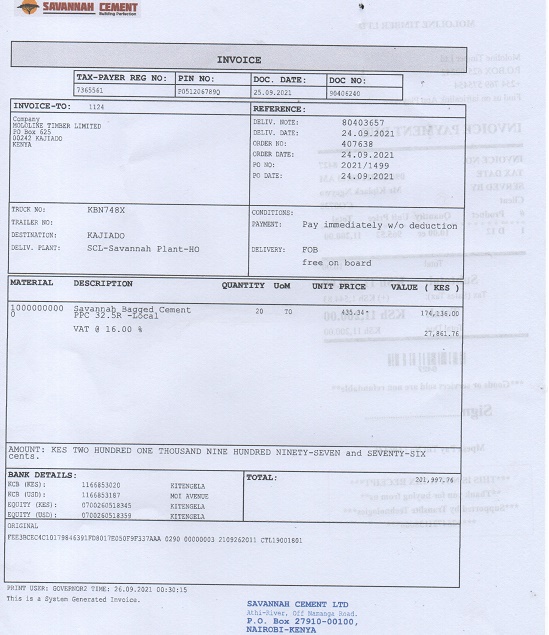 SAVANNAH CEMENT
Building Perfection
INVOICE
TAX-PAYER REG NO: PIN NO: DOC. DATE: DOC NO:
7365561 P051206789Q 25.09.2021 90406240
INVOICE-TO: 1124
Company
MOLOLINE TIMBER LIMITED
PO Box 625
00242 KAJIADO
KENYA
REFERENCE:
DELIV. NOTE: 80403657
DELIV. DATE: 24.09.2021
ORDER NO: 407638
ORDER DATE: 24.09.2021
PO NO: 2021/1499
PO DATE: 24.09.2021
TRUCK NO: KBN748X
TRAILER NO:
DESTINATION: KAJIADO
DELIV. PLANT: SCL-Savannah Plant-HO
CONDITIONS:
PAYMENT: Pay immediately w/o deduction
DELIVERY: FOB
free on board
MATERIAL DESCRIPTION QUANTITY UoM UNIT PRICE VALUE ( KES )
1000000000 Savannah Bagged Cement 20 TO 435.34 174,136.00
0 PPC 32.5R -Local
VAT @ 16.00 % 27,861.76
AMOUNT: KES TWO HUNDRED ONE THOUSAND NINE HUNDRED NINETY-SEVEN and SEVENTY-SIX
cents.
BANK DETAILS:
KCB (KES): 1166853020 KITENGELA
KCB (USD): 1166853187 MOI AVENUE
EQUITY (KES): 0700260518345 KITENGELA
EQUITY (USD): 0700260518359 KITENGELA
TOTAL: 201,997.76
ORIGINAL
0290 00000003 2109262011 CTL19001801
PRINT USER: GOVERNOR2 TIME: 26.09.2021 00:30:15
This is a System Generated Invoice.
SAVANNAH CEMENT LTD
Athi-River, Off Namanga Road.
P.O. Box 27910-00100,
NAIROBI-KENYA